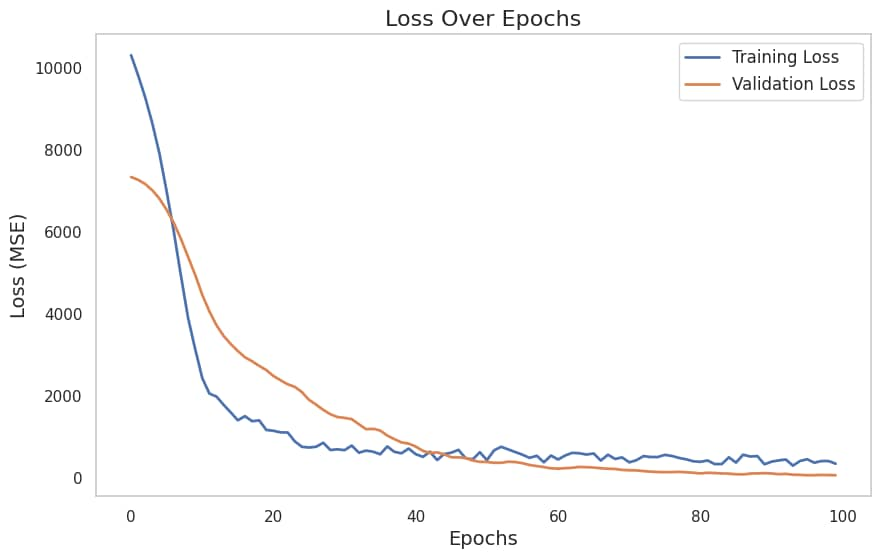 Loss Over Epochs
Training Loss
Validation Loss
Loss (MSE)
10000
8000
6000
4000
2000
0
0 20 40 60 80 100
Epochs